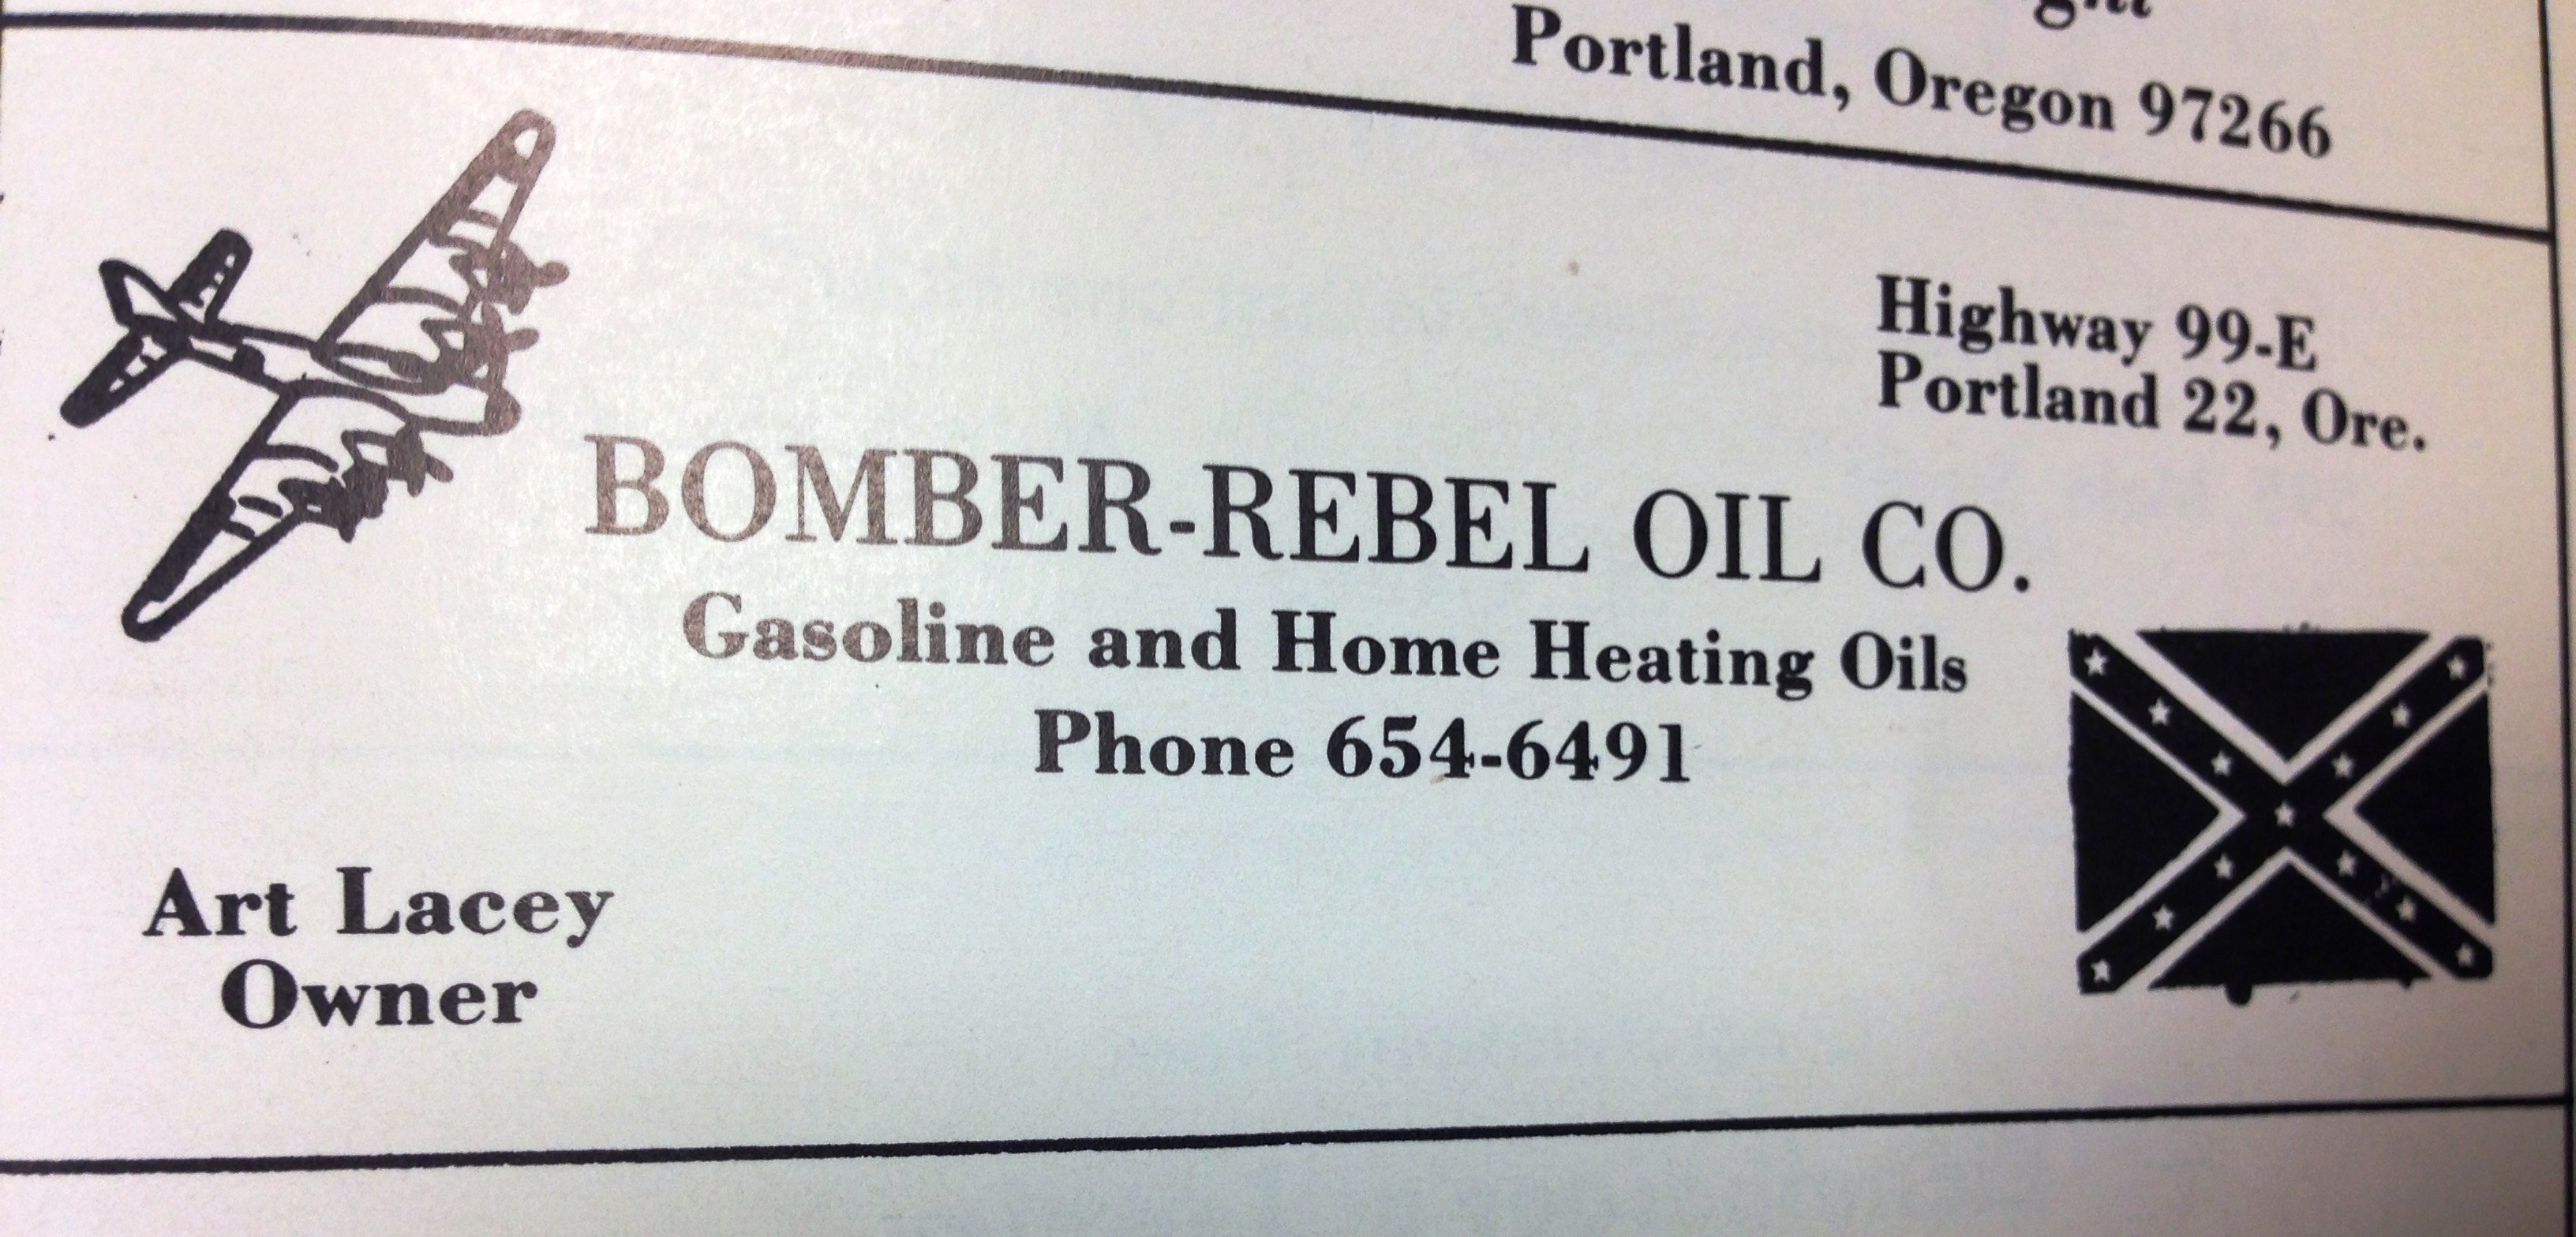 Portland, Oregon 97266
Highway 99-E
Portland 22, Ore.
BOMBER-REBEL OIL CO.
Gasoline and Home Heating Oils
Phone 654-6491
Art Lacey
Owner